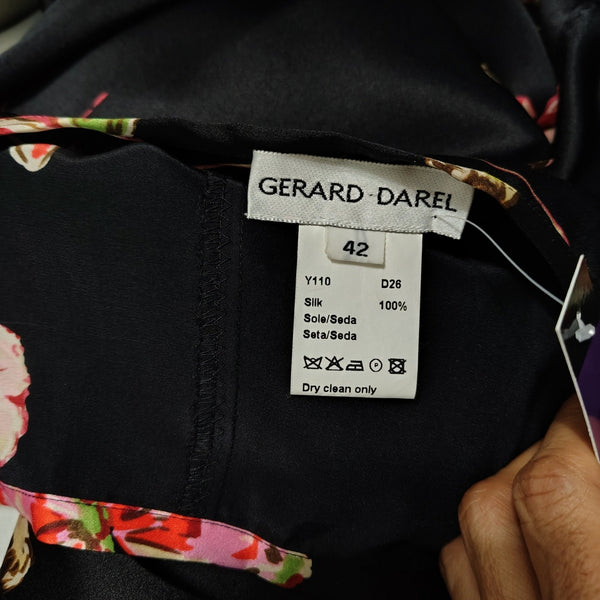 GERARD DAREL
42
Y110 D26
Silk 100%
Soie/Seda
Seta/Seda
P
Dry clean only